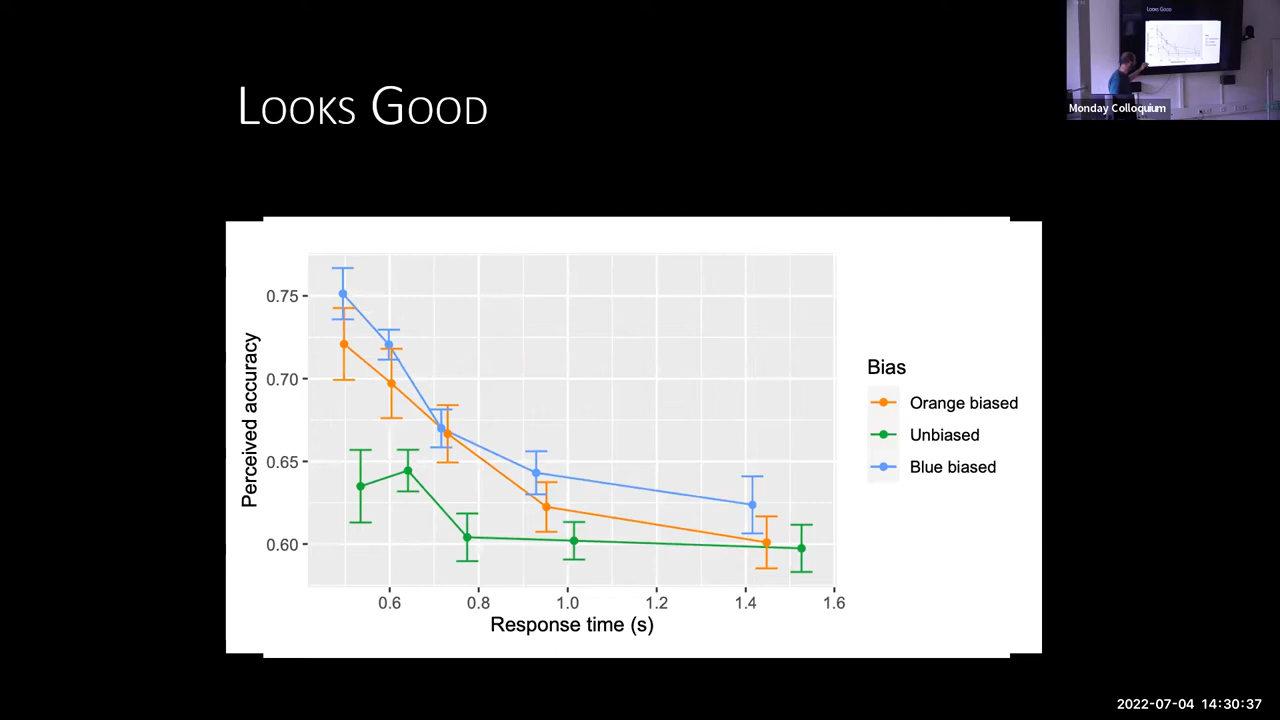 Looks Good
Looks Good
Monday Colloquium
0.75
0.70
0.65
0.60
Perceived accuracy
0.6
0.8
1.0
1.2
1.4
1.6
Response time (s)
Bias
Orange biased
Unbiased
Blue biased
2022-07-04 14:30:37